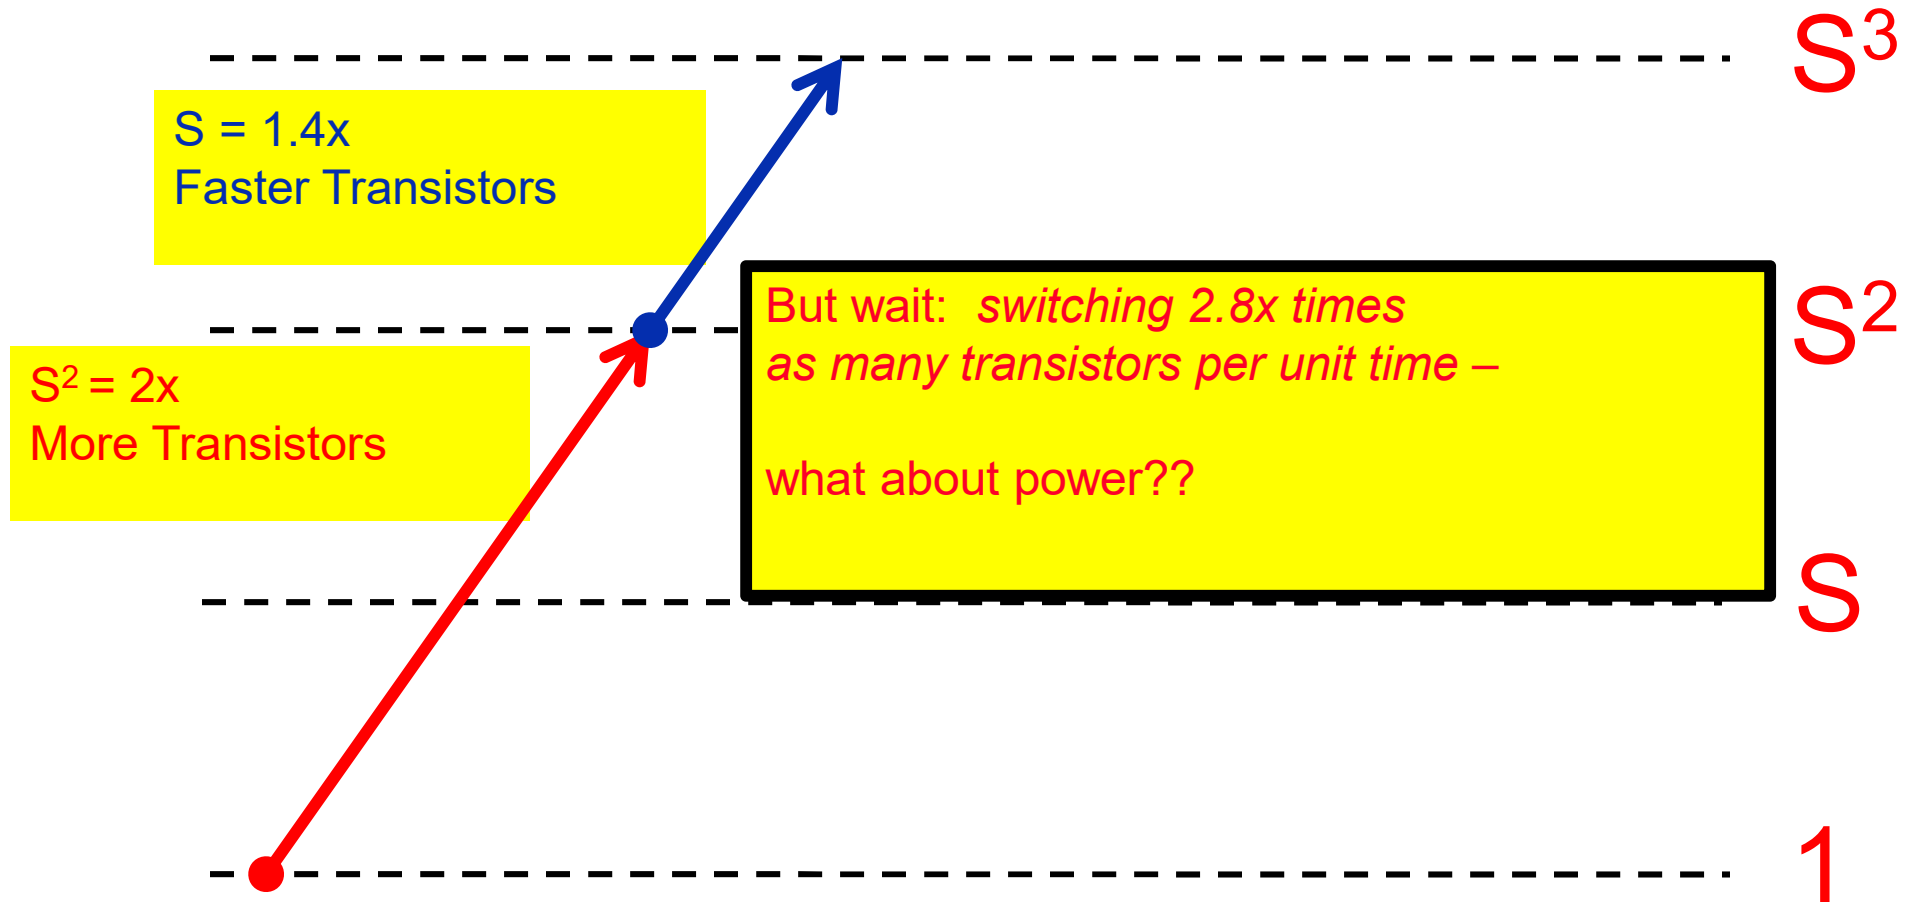 S³
S = 1.4x
Faster Transistors
But wait: switching 2.8x times
as many transistors per unit time –
what about power??
S²
S² = 2x
More Transistors
S
1